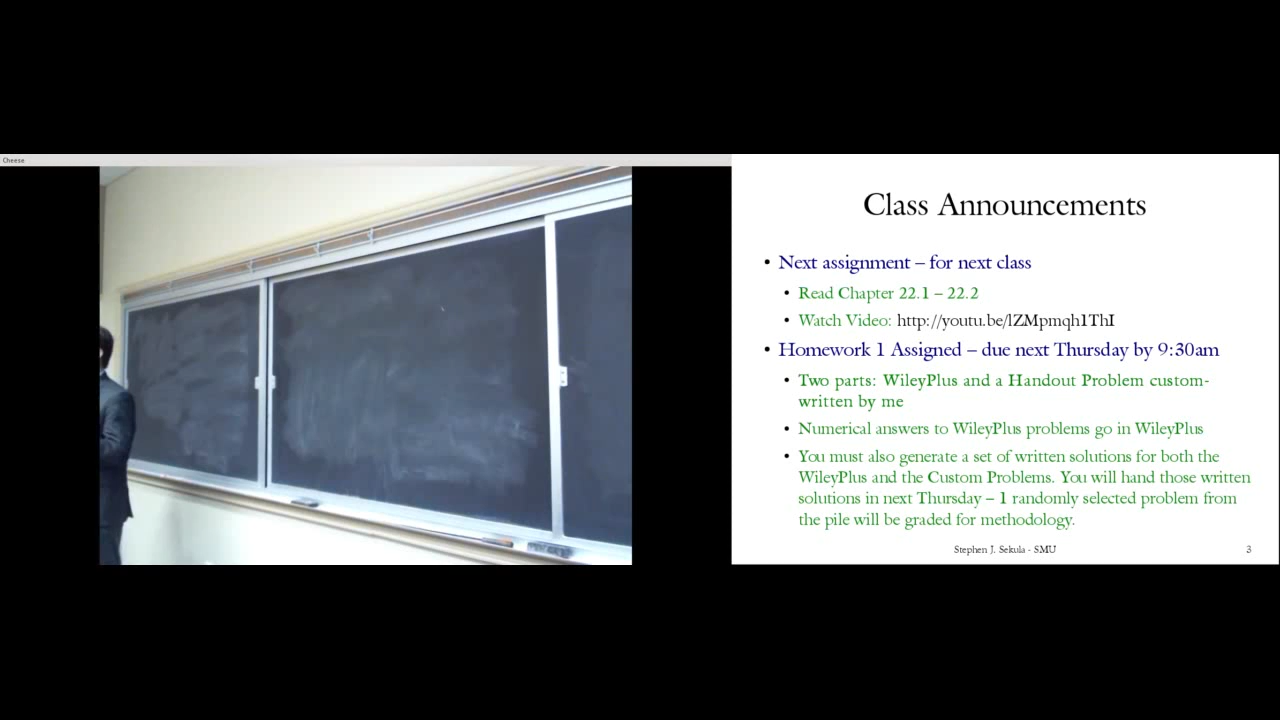 Cheese
Class Announcements
• Next assignment – for next class
• Read Chapter 22.1 – 22.2
• Watch Video: http://youtu.be/lZMpmqh1ThI
• Homework 1 Assigned – due next Thursday by 9:30am
• Two parts: WileyPlus and a Handout Problem custom-
written by me
• Numerical answers to WileyPlus problems go in WileyPlus
• You must also generate a set of written solutions for both the
WileyPlus and the Custom Problems. You will hand those written
solutions in next Thursday – 1 randomly selected problem from
the pile will be graded for methodology.
Stephen J. Sekula - SMU
3